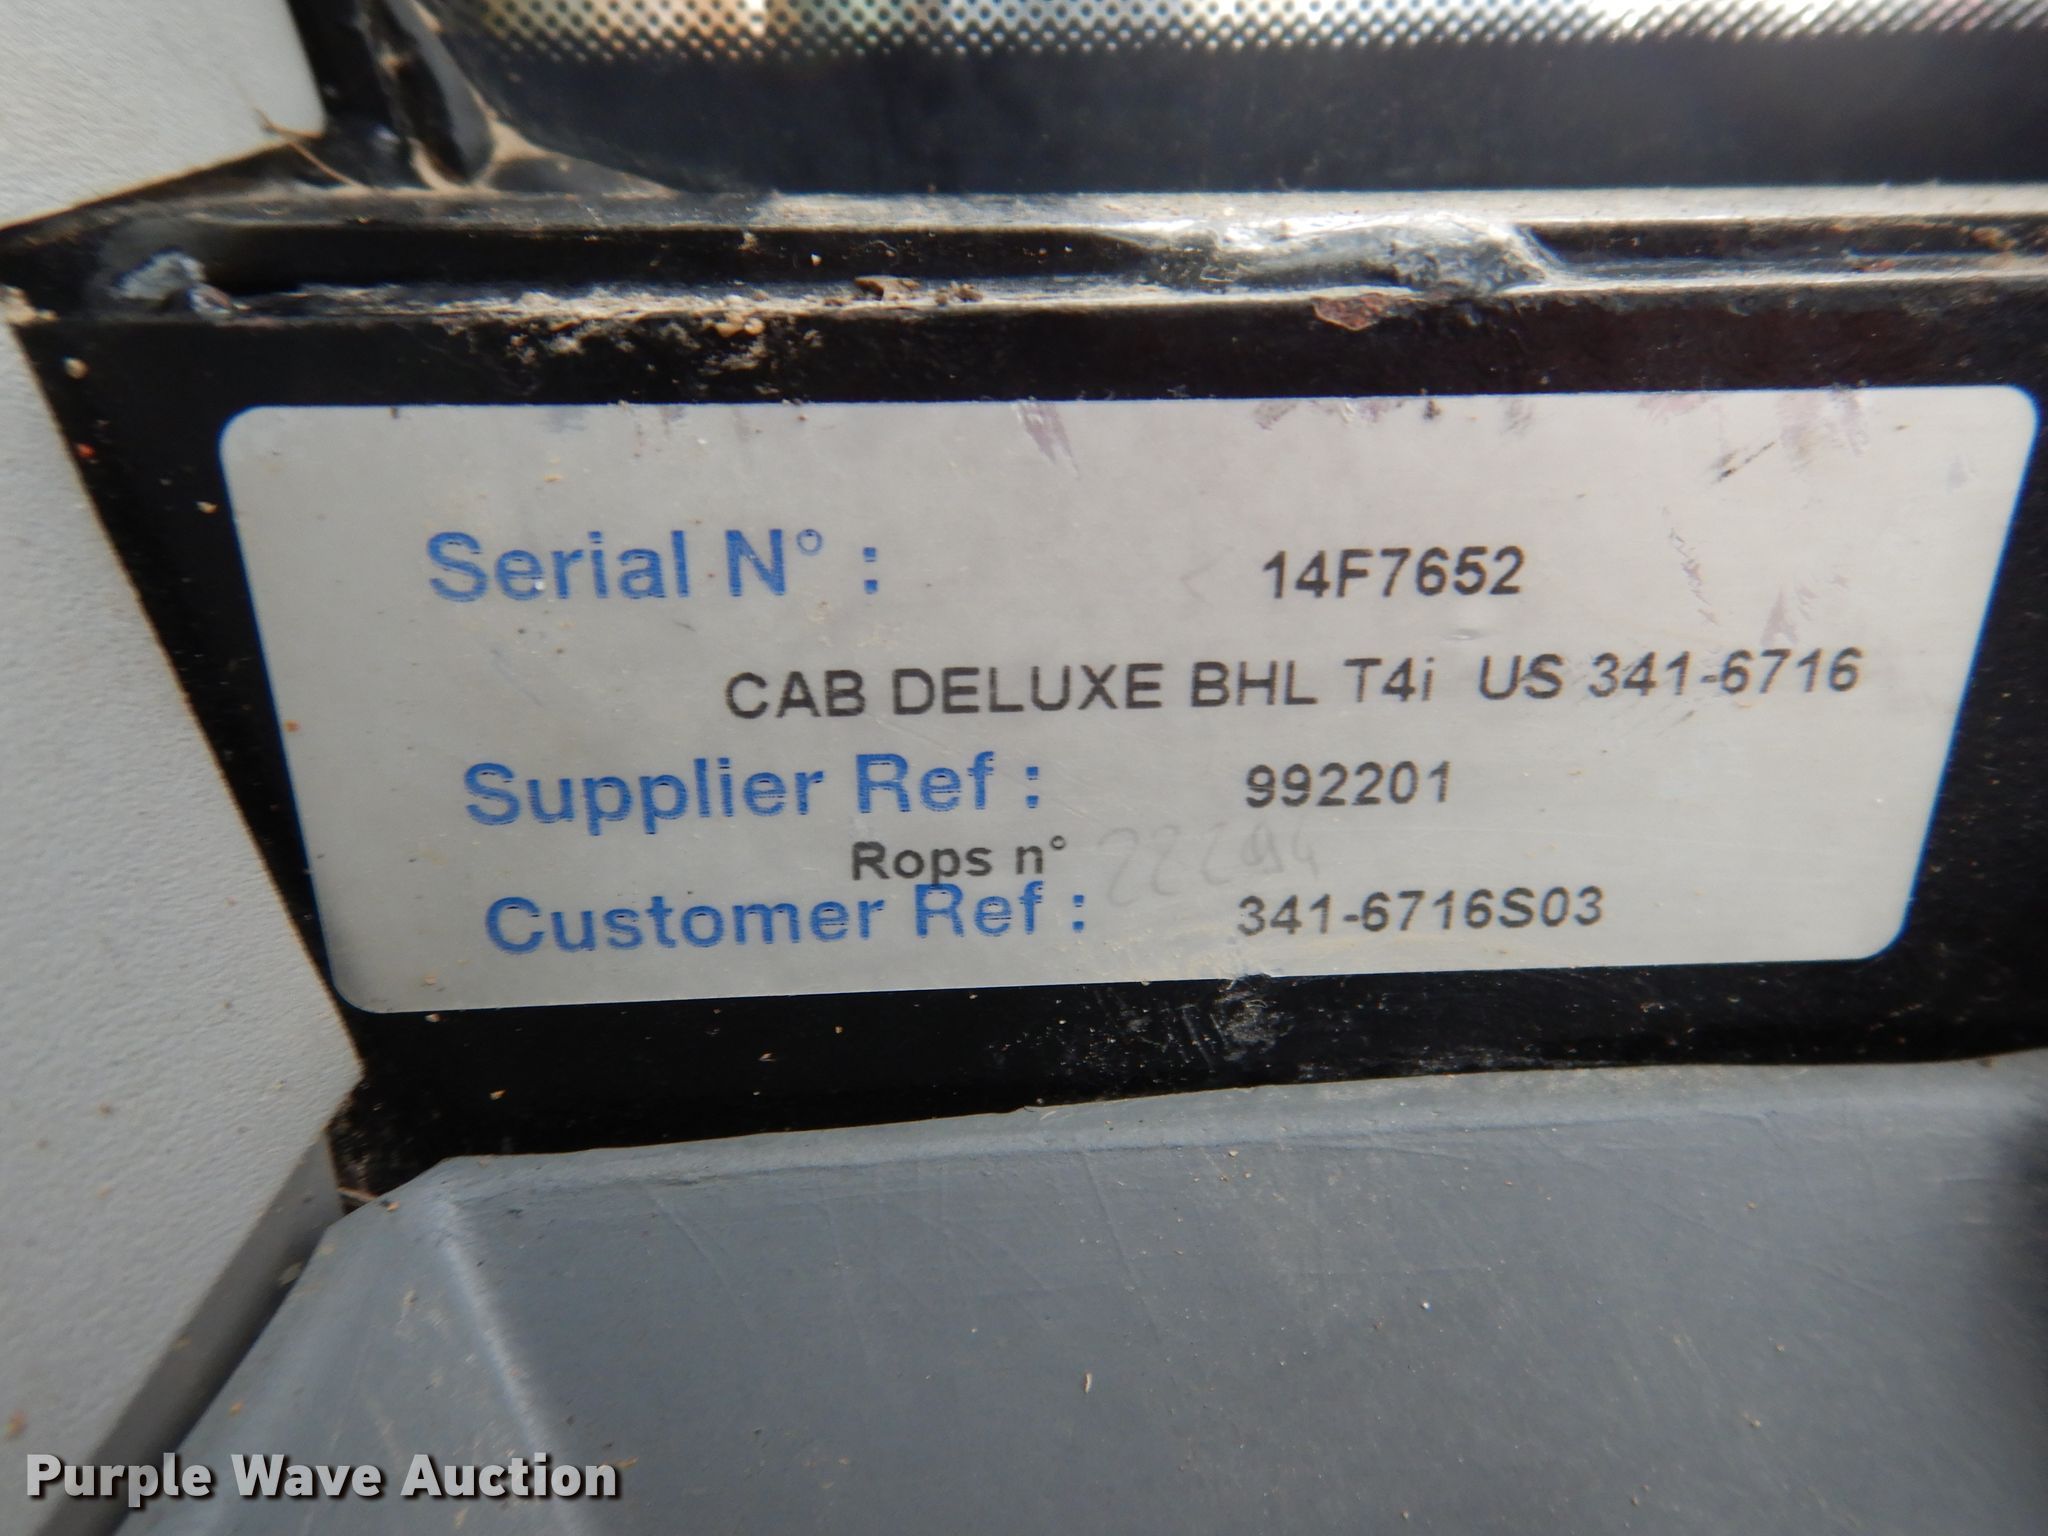 Serial N° : 14F7652
CAB DELUXE BHL T4i US 341-6716
Supplier Ref : 992201
Rops n°
Customer Ref : 341-6716S03
Purple Wave Auction